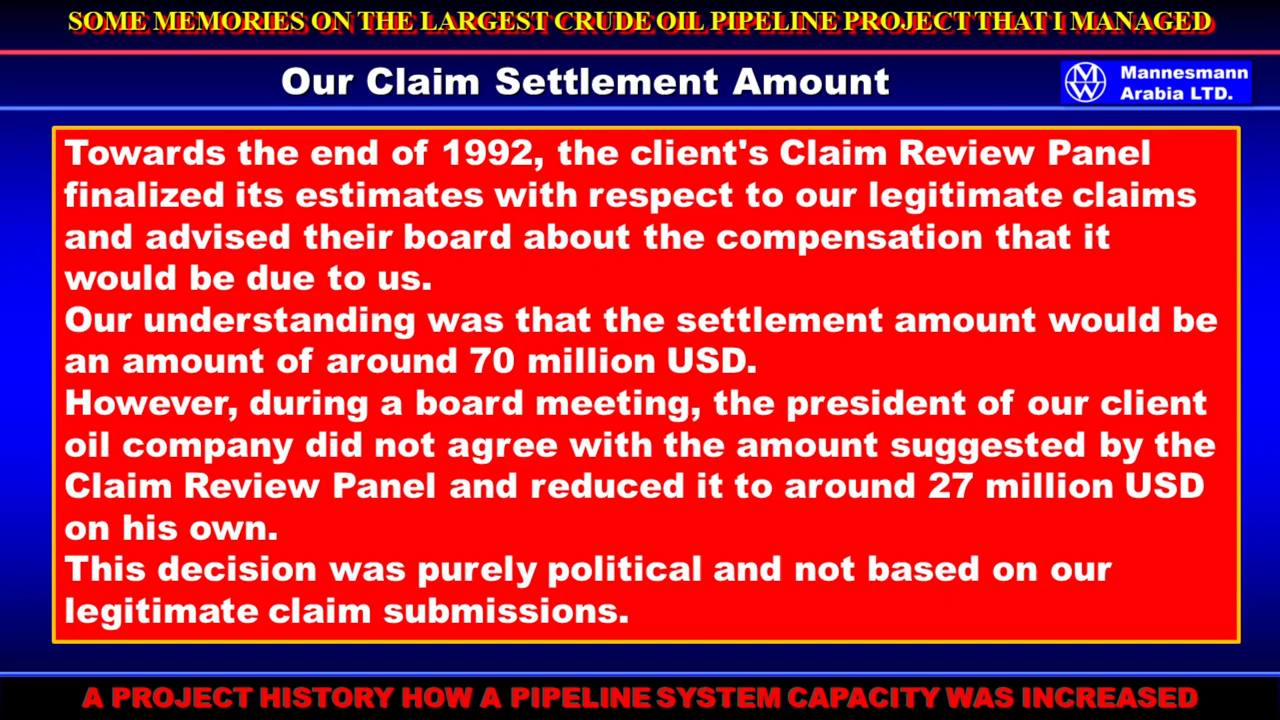 SOME MEMORIES ON THE LARGEST CRUDE OIL PIPELINE PROJECT THAT I MANAGED
Our Claim Settlement Amount
Mannesmann
Arabia LTD.
Towards the end of 1992, the client's Claim Review Panel
finalized its estimates with respect to our legitimate claims
and advised their board about the compensation that it
would be due to us.
Our understanding was that the settlement amount would be
an amount of around 70 million USD.
However, during a board meeting, the president of our client
oil company did not agree with the amount suggested by the
Claim Review Panel and reduced it to around 27 million USD
on his own.
This decision was purely political and not based on our
legitimate claim submissions.
A PROJECT HISTORY HOW A PIPELINE SYSTEM CAPACITY WAS INCREASED